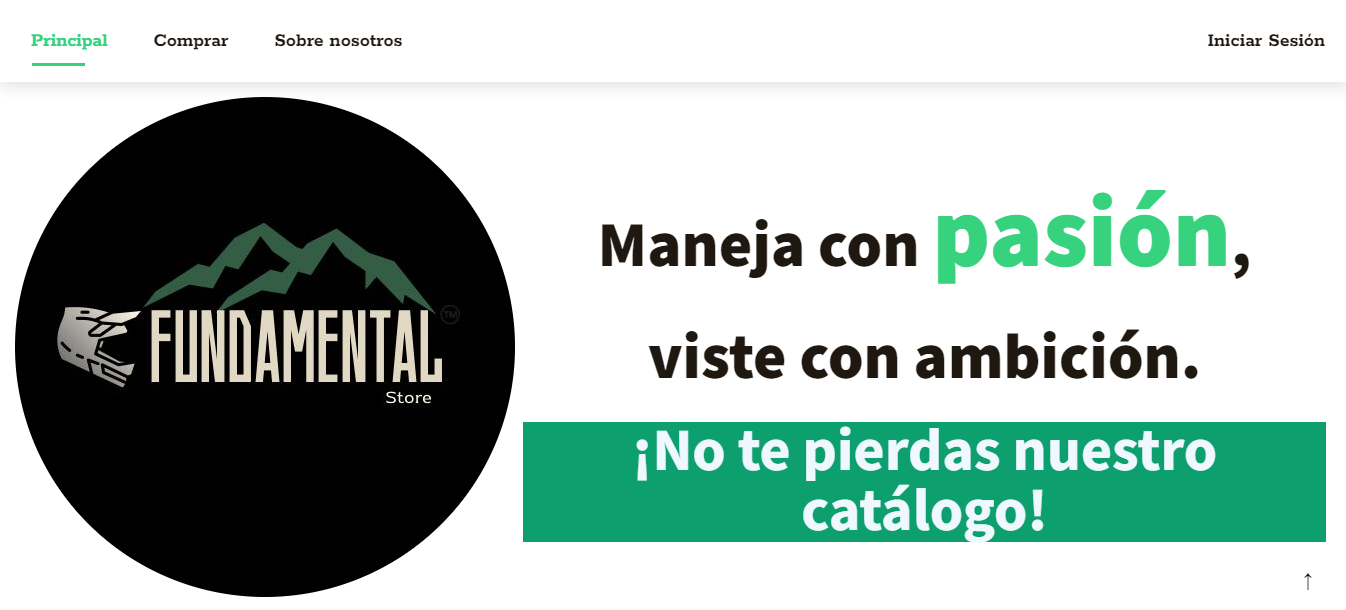 Principal Comprar Sobre nosotros Iniciar Sesión
Maneja con pasión,
viste con ambición.
FUNDAMENTAL TM
Store
¡No te pierdas nuestro
catálogo!
↑